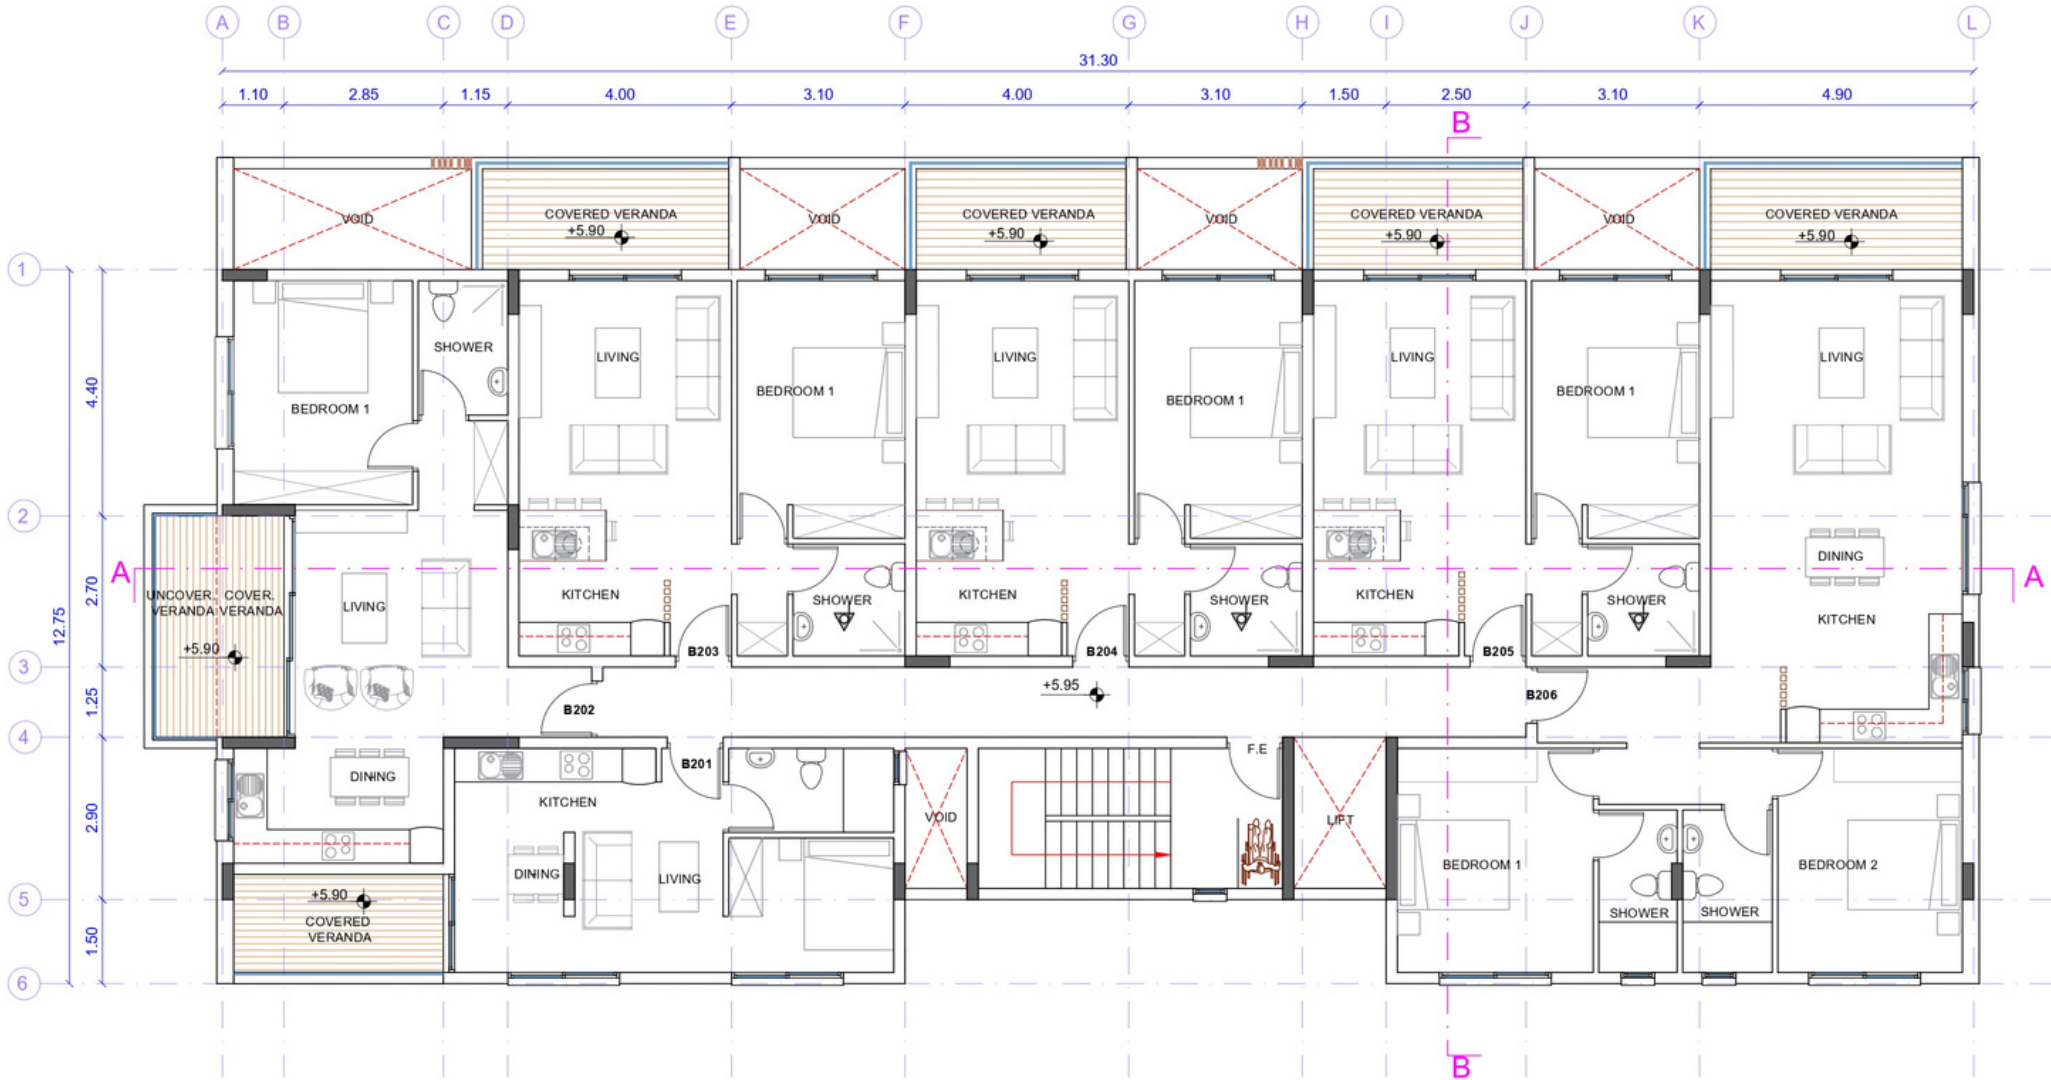 A B C D E F G H I J K L
31.30
1.10 2.85 1.15 4.00 3.10 4.00 3.10 1.50 2.50 3.10 4.90
B
VOID COVERED VERANDA VOID COVERED VERANDA VOID COVERED VERANDA VOID COVERED VERANDA
+5.90 +5.90 +5.90 +5.90
1
SHOWER LIVING LIVING LIVING LIVING
4.40 BEDROOM 1 BEDROOM 1 BEDROOM 1 BEDROOM 1
2
DINING
A A
UNCOVER. COVER.
VERANDA VERANDA
LIVING
2.70
12.75
KITCHEN SHOWER KITCHEN SHOWER KITCHEN SHOWER KITCHEN
+5.90
B203 B204 B205
3
1.25
+5.95
B202 B206
4
F.E
B201
DINING
KITCHEN
2.90
VOID LIFT
DINING LIVING
BEDROOM 1 BEDROOM 2
5
+5.90
COVERED
VERANDA
SHOWER SHOWER
1.50
6
B